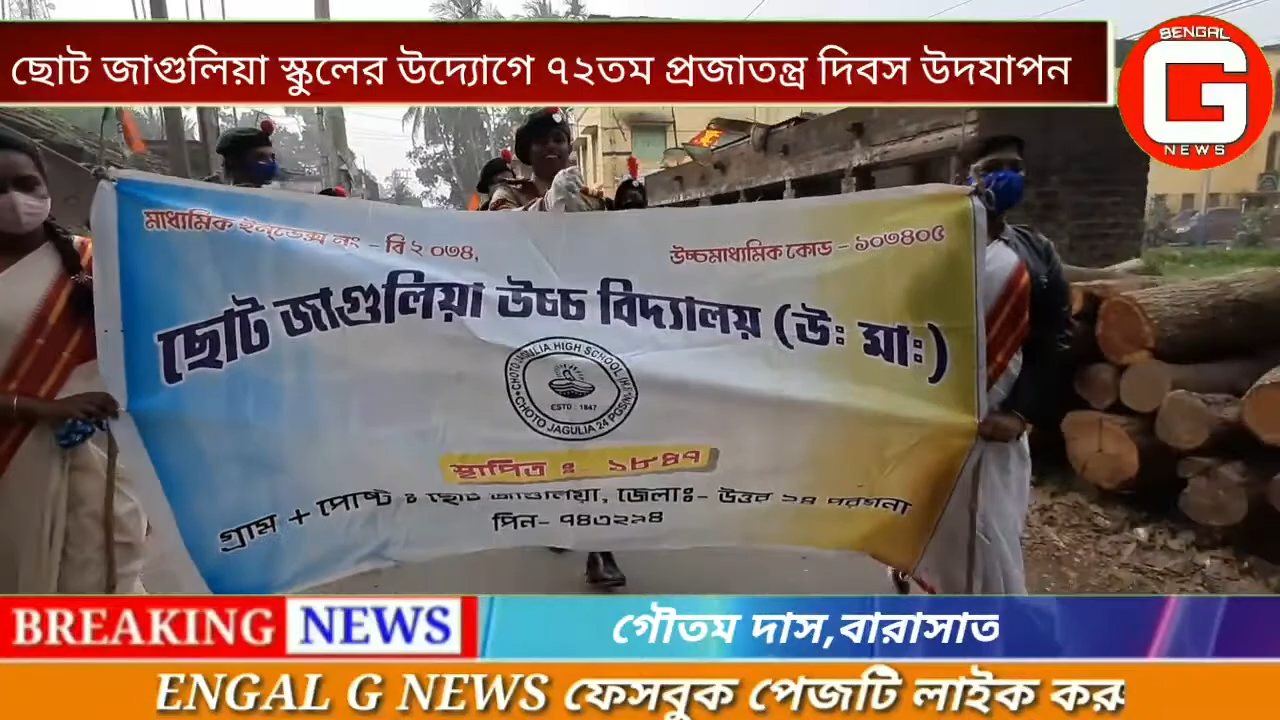 ছোট জাগুলিয়া স্কুলের উদ্যোগে ৭২তম প্রজাতন্ত্র দিবস উদযাপন
BENGAL
G
NEWS
মাধ্যমিক ইন্ডেক্স নং - বি ২ ০৩৪,
উচ্চমাধ্যমিক কোড - ১০৩৪০৫
ছোট জাগুলিয়া উচ্চ বিদ্যালয় (উঃ মাঃ)
CHOTO JAGULIA HIGH SCHOOL (H.S)
ESTD : 1847
CHOTO JAGULIA 24 PGS(N)
স্থাপিত ঃ ১৮৪৭
গ্রাম + পোষ্ট ঃ ছোট জাগুলিয়া, জেলাঃ- উত্তর ২৪ পরগনা
পিন- ৭৪৩২৯৪
BREAKING NEWS
গৌতম দাস,বারাসাত
ENGAL G NEWS ফেসবুক পেজটি লাইক করু